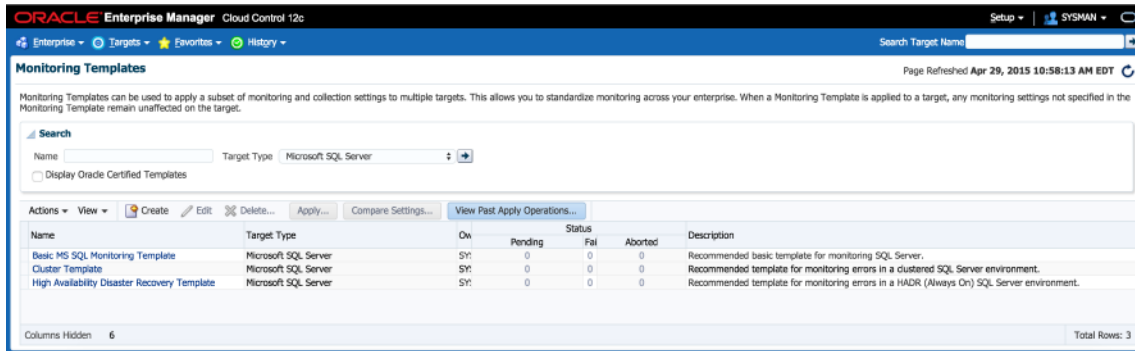 ORACLE Enterprise Manager Cloud Control 12c
Setup SYSMAN
Enterprise Targets Favorites History Search Target Name
Monitoring Templates
Page Refreshed Apr 29, 2015 10:58:13 AM EDT
Monitoring Templates can be used to apply a subset of monitoring and collection settings to multiple targets. This allows you to standardize monitoring across your enterprise. When a Monitoring Template is applied to a target, any monitoring settings not specified in the
Monitoring Template remain unaffected on the target.
Search
Name Target Type Microsoft SQL Server
Display Oracle Certified Templates
Actions View Create Edit Delete... Apply... Compare Settings... View Past Apply Operations...
Name Target Type Ow Status Description
Pending Fai Aborted
Basic MS SQL Monitoring Template Microsoft SQL Server SY: 0 0 0 Recommended basic template for monitoring SQL Server.
Cluster Template Microsoft SQL Server SY: 0 0 0 Recommended template for monitoring errors in a clustered SQL Server environment.
High Availability Disaster Recovery Template Microsoft SQL Server SY: 0 0 0 Recommended template for monitoring errors in a HADR (Always On) SQL Server environment.
Columns Hidden 6 Total Rows: 3